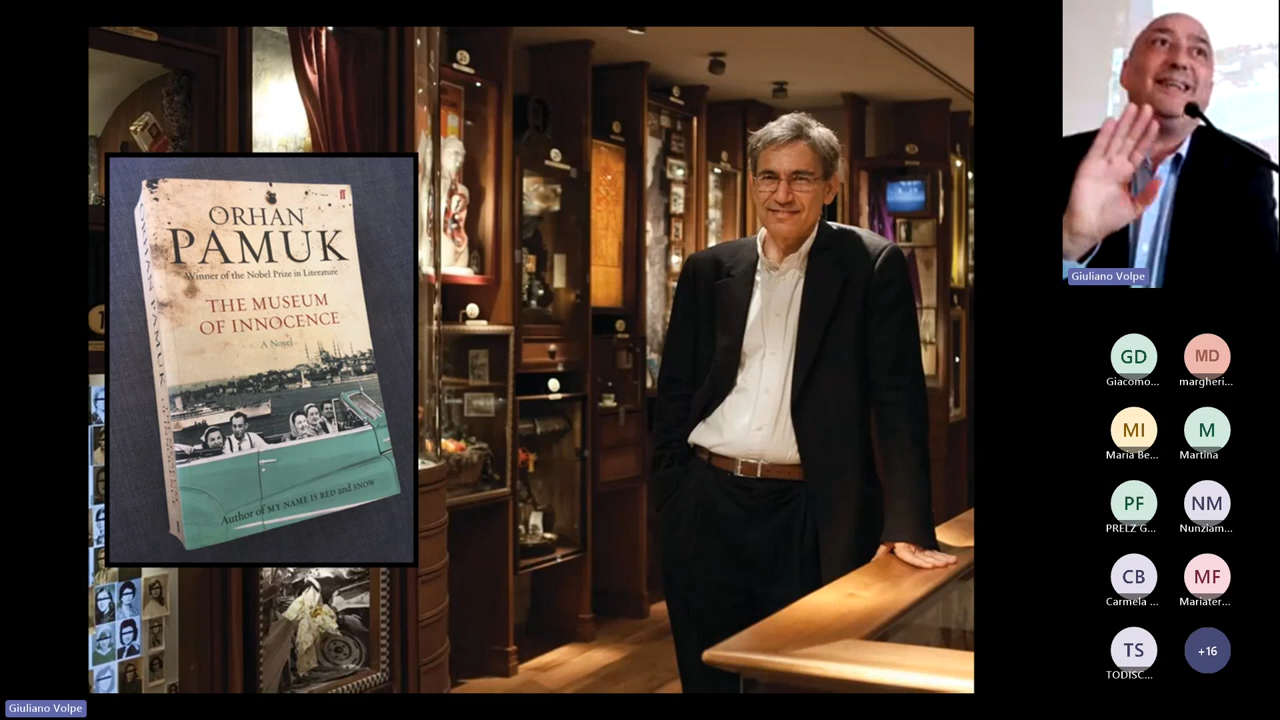 ORHAN
PAMUK
Winner of the Nobel Prize in Literature
THE MUSEUM
OF INNOCENCE
A Novel
Author of MY NAME IS RED and SNOW
ff
Giuliano Volpe
GD
Giacomo...
MD
margheri...
MI
Maria Be...
M
Martina
PF
PRELZ G...
NM
Nunziam...
CB
Carmela ...
MF
Mariater...
TS
TODISC...
+16
Giuliano Volpe